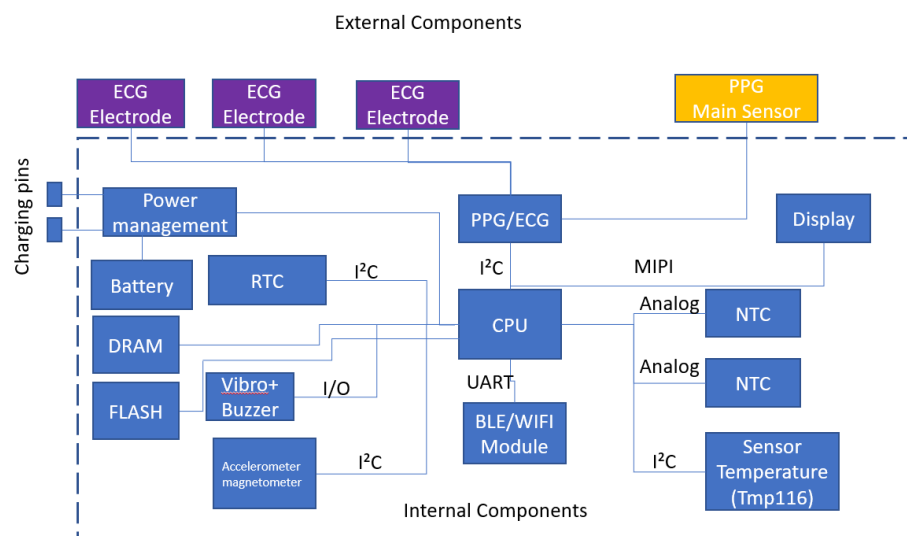 External Components
ECG
Electrode
ECG
Electrode
ECG
Electrode
PPG
Main Sensor
Charging pins
Power
management
PPG/ECG
Display
Battery
RTC
I²C
I²C
MIPI
DRAM
CPU
Analog
NTC
Analog
NTC
FLASH
Vibro+
Buzzer
I/O
UART
BLE/WIFI
Module
Accelerometer
magnetometer
I²C
I²C
Sensor
Temperature
(Tmp116)
Internal Components